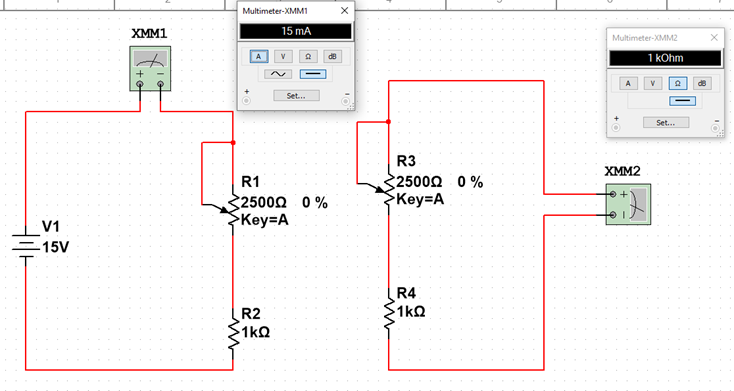 Multimeter-XMM1
15 mA
A V Ω dB
+ −
Set...
XMM1
+ −
Multimeter-XMM2
1 kOhm
A V Ω dB
+ −
Set...
XMM2
+
R1
2500Ω 0 %
Key=A
R3
2500Ω 0 %
Key=A
V1
15V
R2
1kΩ
R4
1kΩ